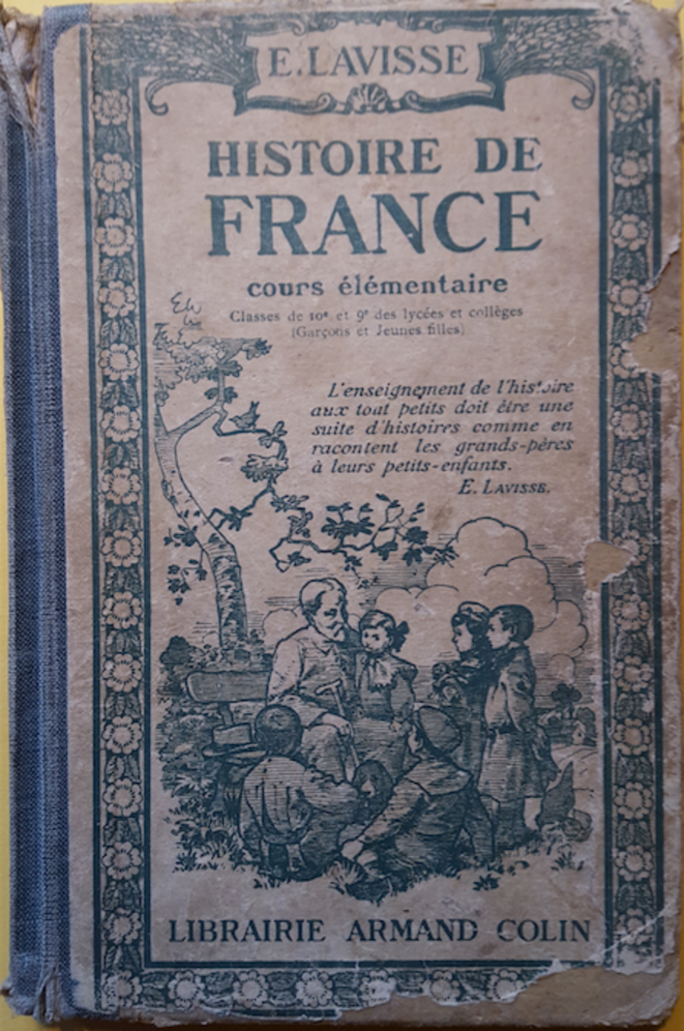 E. LAVISSE
HISTOIRE DE
FRANCE
cours élémentaire
Classes de 10e et 9e des lycées et collèges
(Garçons et Jeunes filles)
L'enseignement de l'histoire
aux tout petits doit être une
suite d'histoires comme en
racontent les grands-pères
à leurs petits-enfants.
E. LAVISSE.
LIBRAIRIE ARMAND COLIN